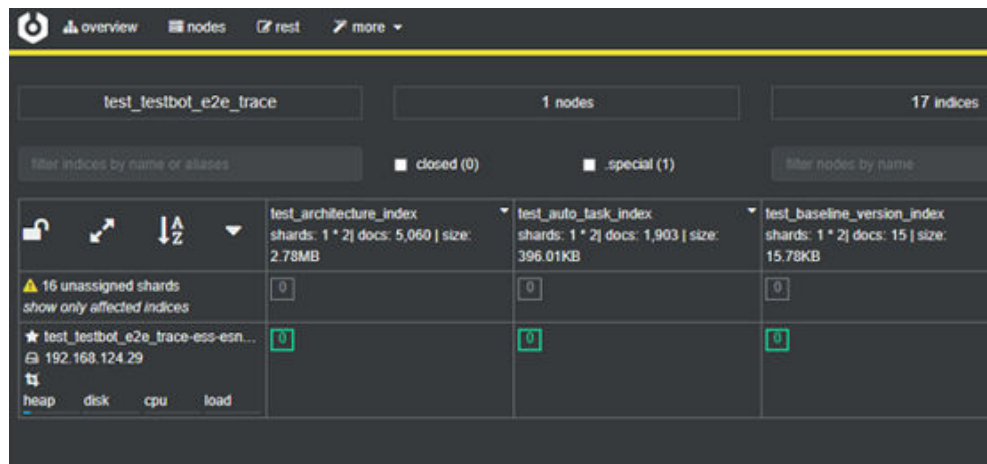 overview nodes rest more
test_testbot_e2e_trace 1 nodes 17 indices
filter indices by name or aliases closed (0) .special (1) filter nodes by name
test_architecture_index
shards: 1 * 2| docs: 5,060 | size:
2.78MB
test_auto_task_index
shards: 1 * 2| docs: 1,903 | size:
396.01KB
test_baseline_version_index
shards: 1 * 2| docs: 15 | size:
15.78KB
16 unassigned shards
show only affected indices
0 0 0
test_testbot_e2e_trace-ess-esn...
192.168.124.29
heap disk cpu load
0 0 0